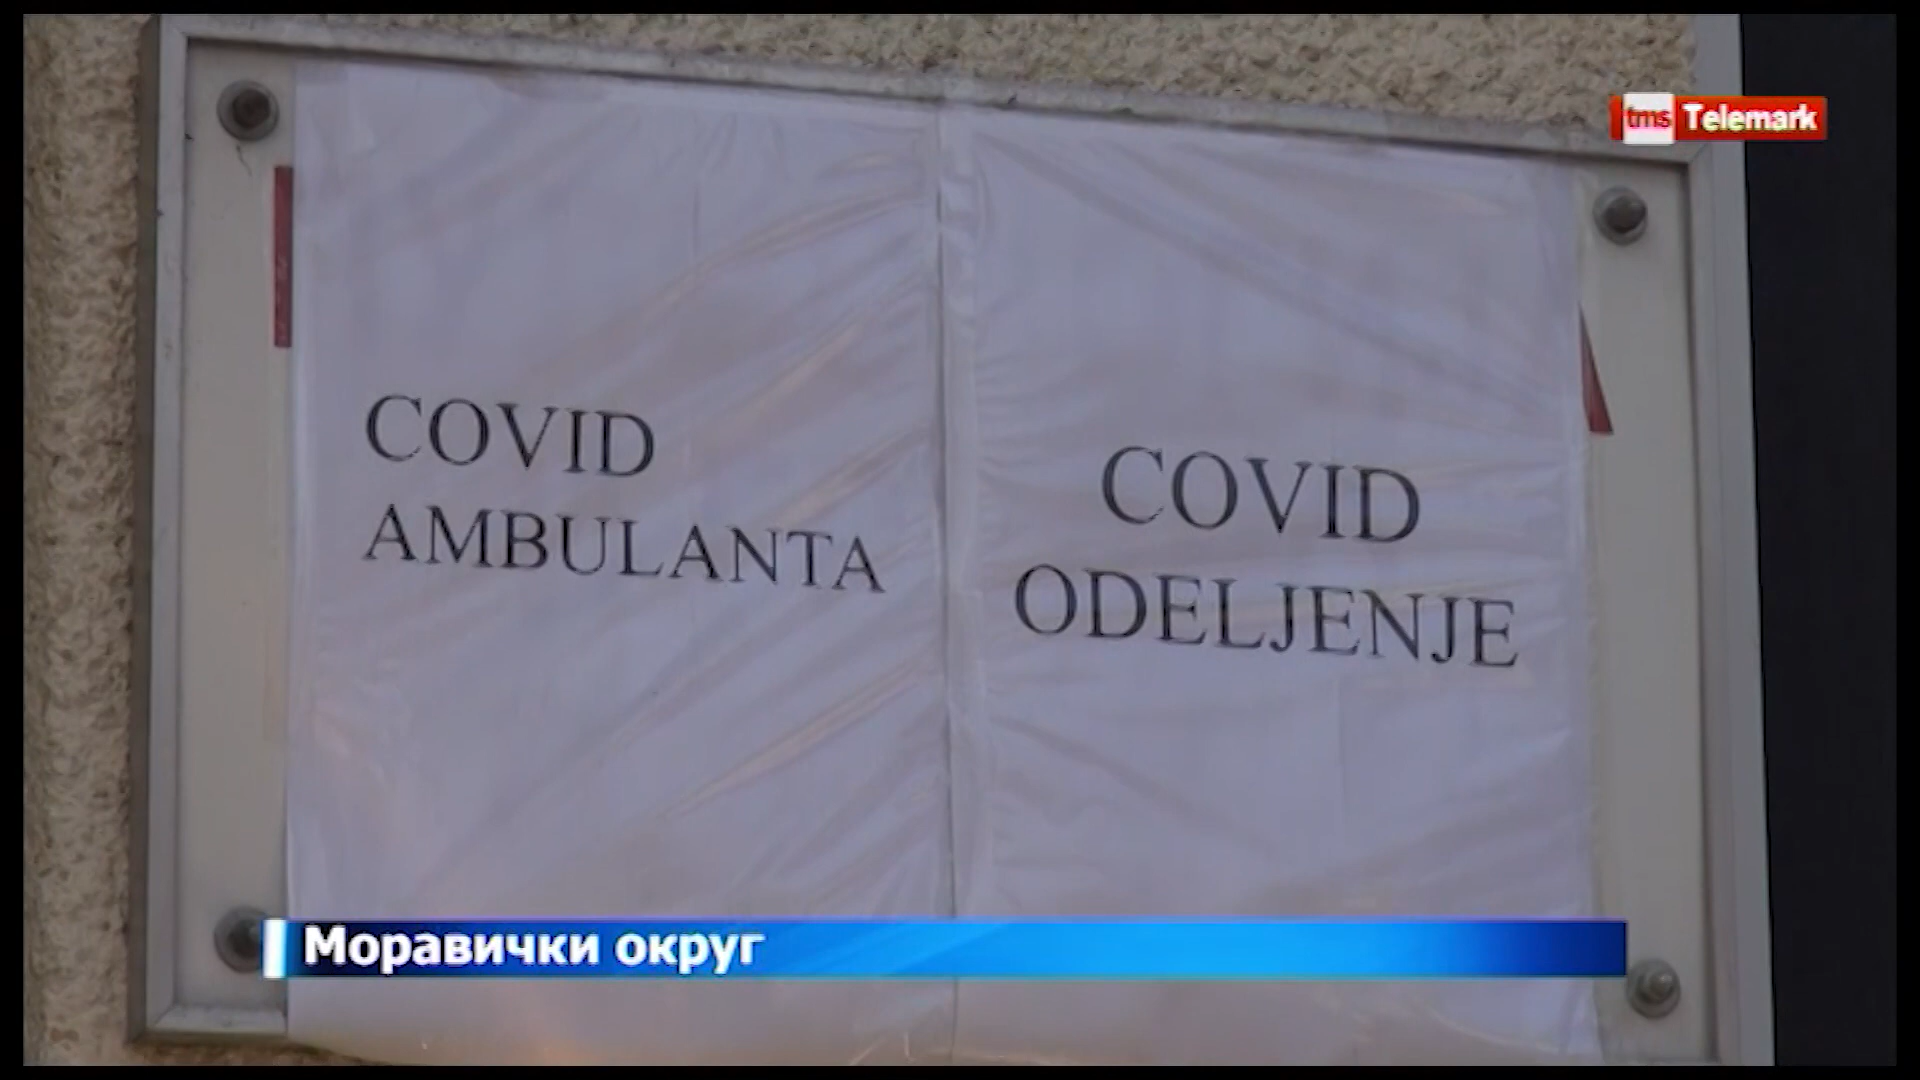 tms Telemark
COVID
AMBULANTA
COVID
ODELJENJE
Моравички округ